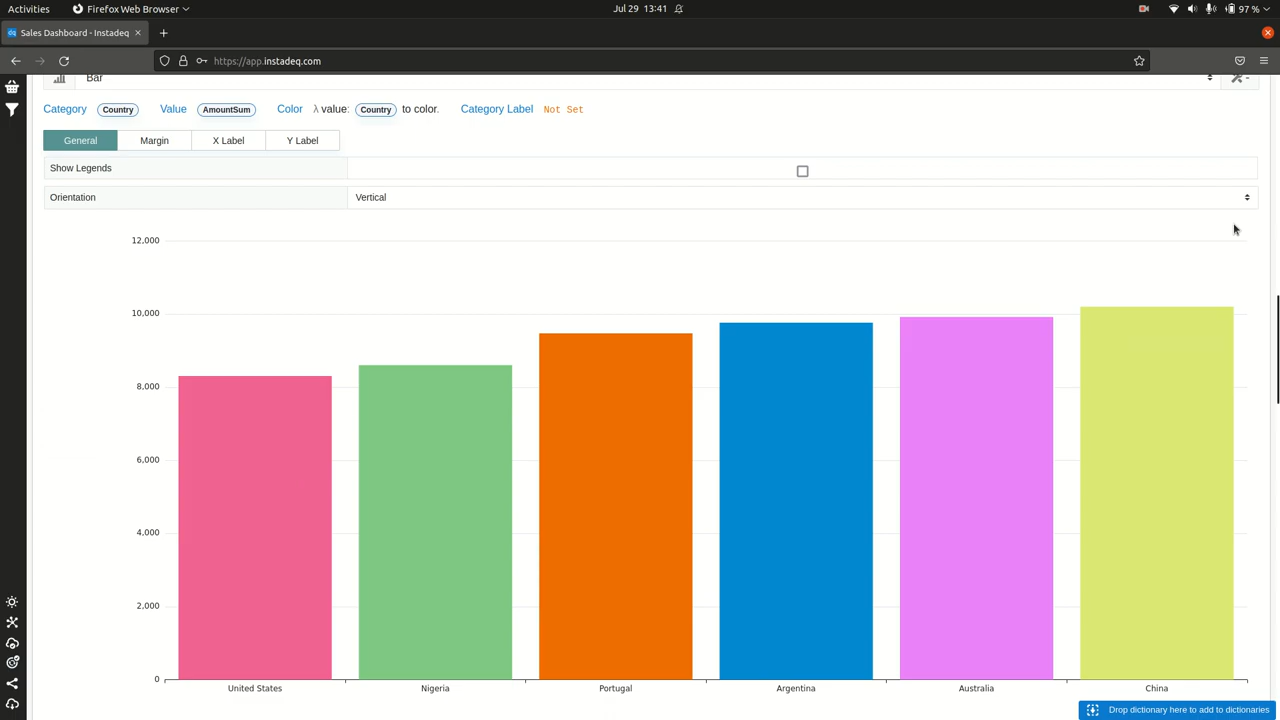 Activities Firefox Web Browser Jul 29 13:41 97 %
dq Sales Dashboard - Instadeq
https://app.instadeq.com
Bar
Category Country Value AmountSum Color λ value: Country to color. Category Label Not Set
General Margin X Label Y Label
Show Legends
Orientation Vertical
12,000
10,000
8,000
6,000
4,000
2,000
0
United States Nigeria Portugal Argentina Australia China
Drop dictionary here to add to dictionaries